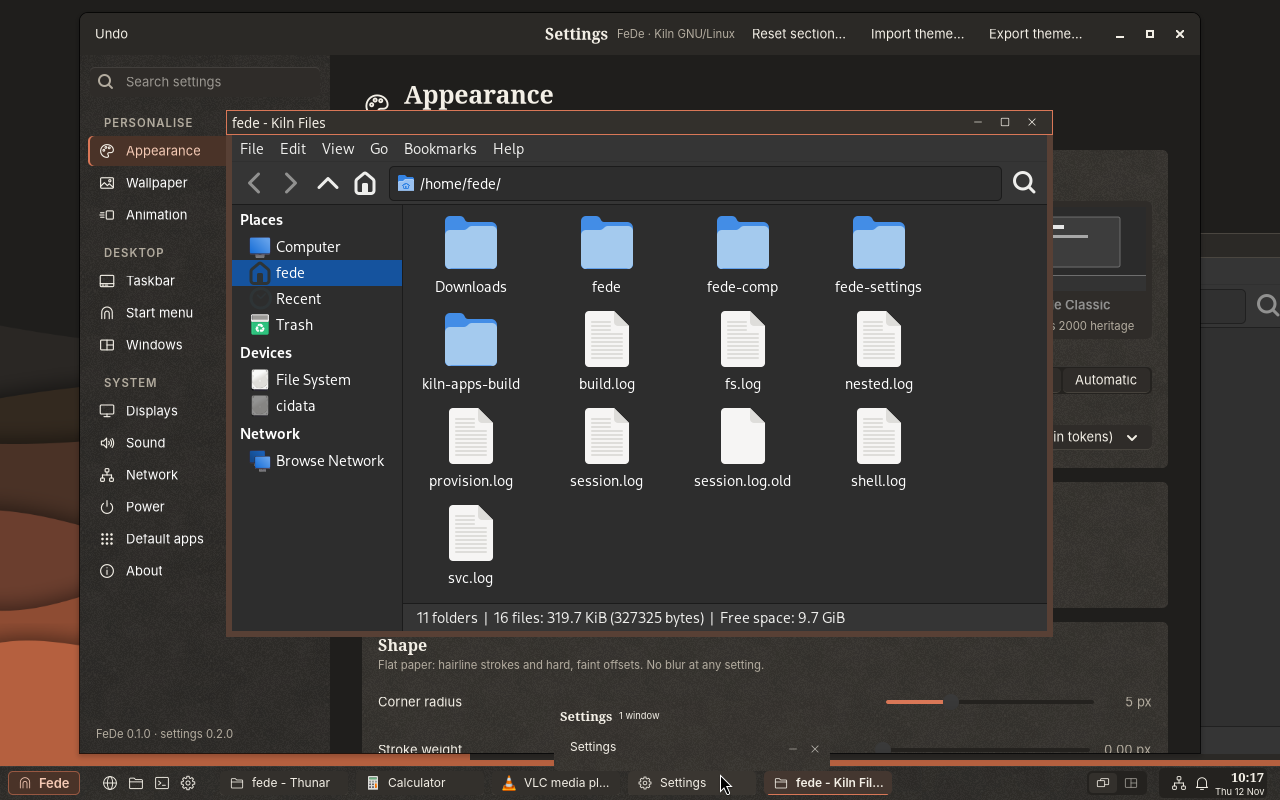 Undo
Settings FeDe · Kiln GNU/Linux
Reset section...
Import theme...
Export theme...
Search settings
PERSONALISE
Appearance
Wallpaper
Animation
DESKTOP
Taskbar
Start menu
Windows
SYSTEM
Displays
Sound
Network
Power
Default apps
About
FeDe 0.1.0 · settings 0.2.0
Appearance
e Classic
s 2000 heritage
Automatic
in tokens)
fede - Kiln Files
File Edit View Go Bookmarks Help
/home/fede/
Places
Computer
fede
Recent
Trash
Devices
File System
cidata
Network
Browse Network
Downloads
fede
fede-comp
fede-settings
kiln-apps-build
build.log
fs.log
nested.log
provision.log
session.log
session.log.old
shell.log
svc.log
11 folders | 16 files: 319.7 KiB (327325 bytes) | Free space: 9.7 GiB
Shape
Flat paper: hairline strokes and hard, faint offsets. No blur at any setting.
Corner radius
5 px
Stroke weight
0.00 px
Settings 1 window
Settings
Fede
fede - Thunar
Calculator
VLC media pl...
Settings
fede - Kiln Fil...
10:17
Thu 12 Nov